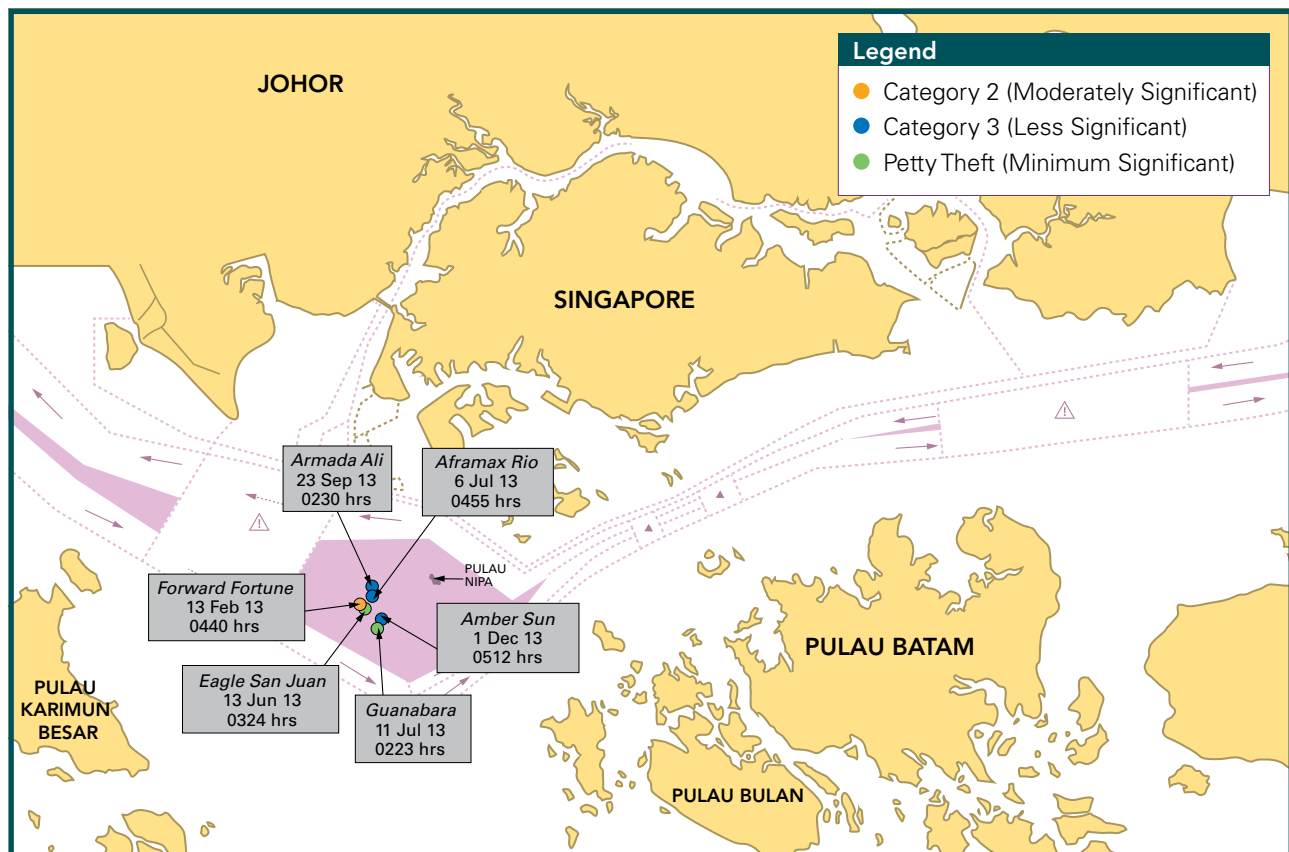 JOHOR
Legend
Category 2 (Moderately Significant)
Category 3 (Less Significant)
Petty Theft (Minimum Significant)
SINGAPORE
Armada Ali
23 Sep 13
0230 hrs
Aframax Rio
6 Jul 13
0455 hrs
PULAU
NIPA
Forward Fortune
13 Feb 13
0440 hrs
Amber Sun
1 Dec 13
0512 hrs
Eagle San Juan
13 Jun 13
0324 hrs
Guanabara
11 Jul 13
0223 hrs
PULAU BATAM
PULAU
KARIMUN
BESAR
PULAU BULAN